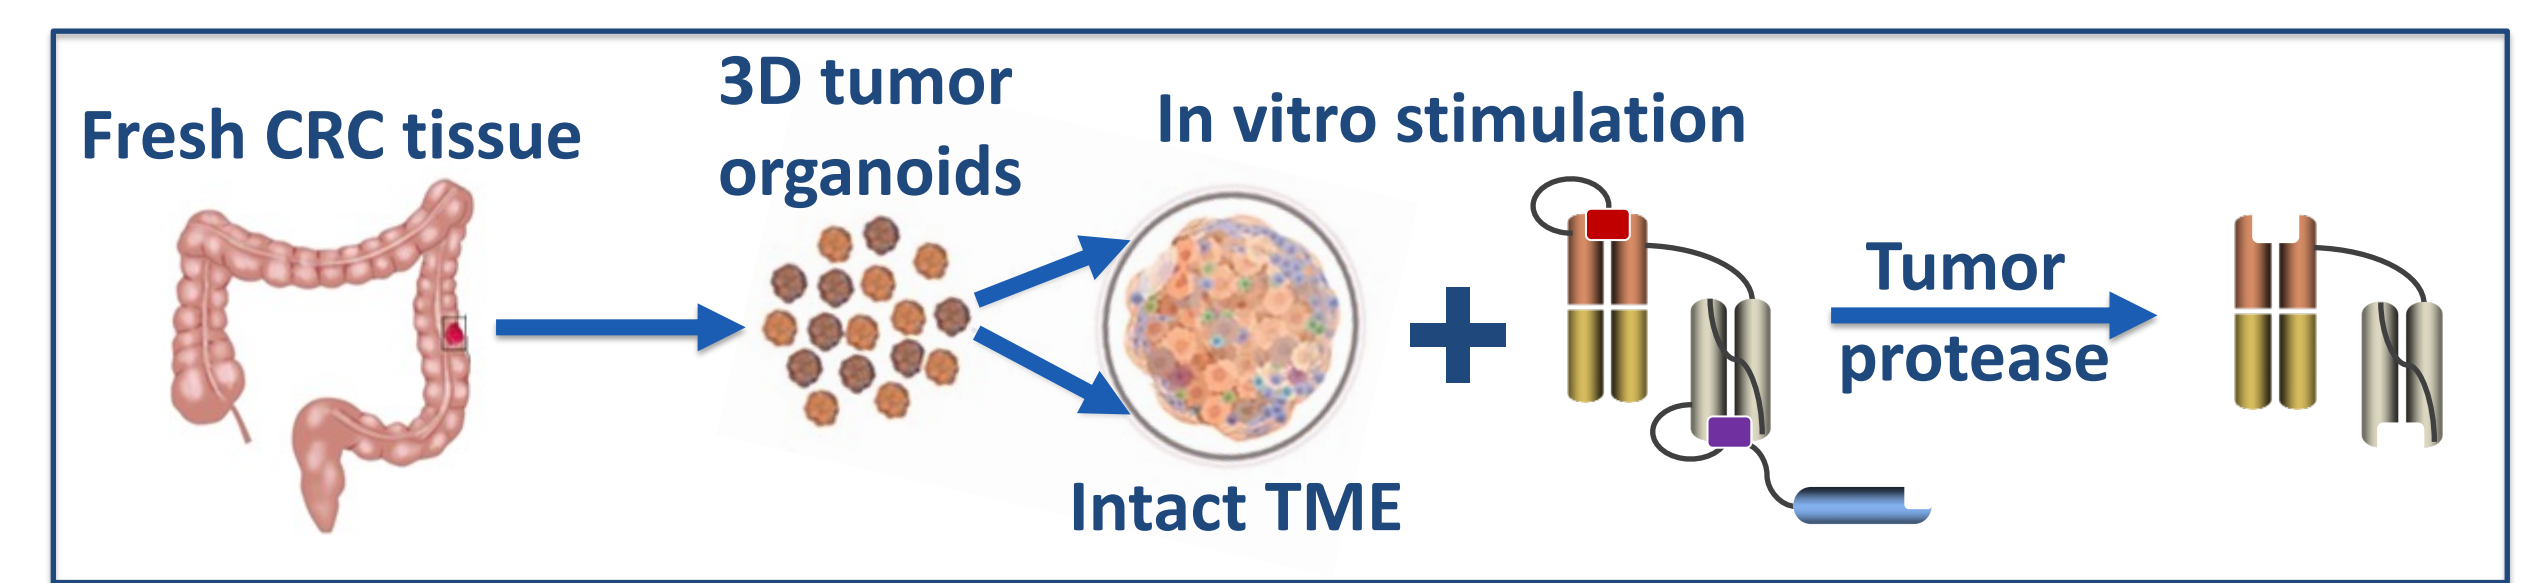 Fresh CRC tissue
3D tumor
organoids
In vitro stimulation
Intact TME
Tumor
protease